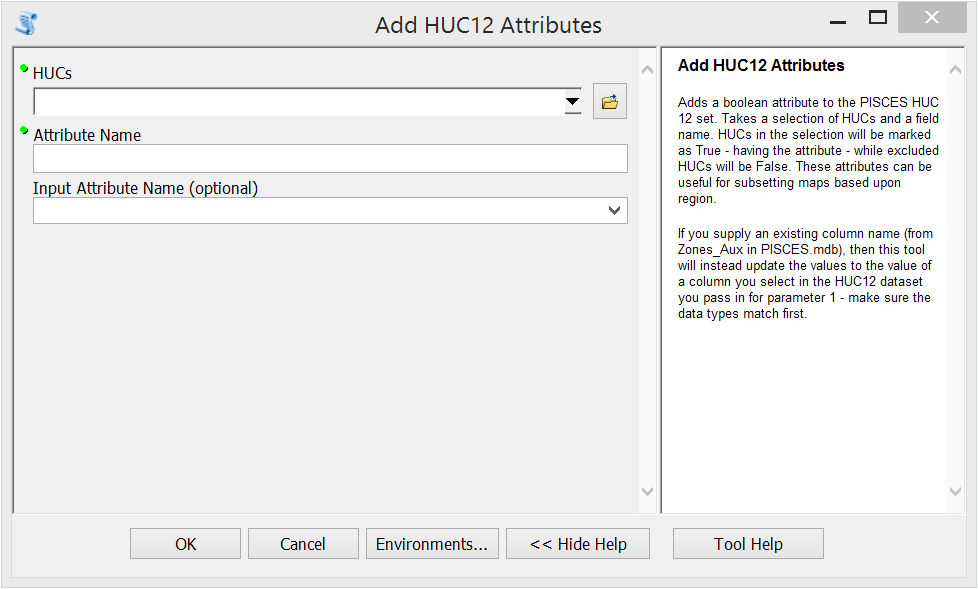 Add HUC12 Attributes
HUCs
Attribute Name
Input Attribute Name (optional)
Add HUC12 Attributes
Adds a boolean attribute to the PISCES HUC
12 set. Takes a selection of HUCs and a field
name. HUCs in the selection will be marked
as True - having the attribute - while excluded
HUCs will be False. These attributes can be
useful for subsetting maps based upon
region.
If you supply an existing column name (from
Zones_Aux in PISCES.mdb), then this tool
will instead update the values to the value of
a column you select in the HUC12 dataset
you pass in for parameter 1 - make sure the
data types match first.
OK
Cancel
Environments...
<< Hide Help
Tool Help